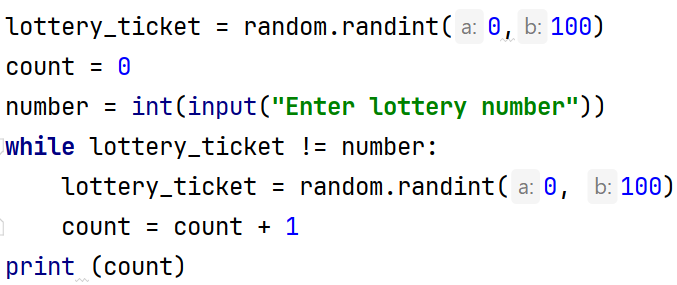 lottery_ticket = random.randint( a: 0, b: 100)
count = 0
number = int(input("Enter lottery number"))
while lottery_ticket != number:
    lottery_ticket = random.randint( a: 0, b: 100)
    count = count + 1
print (count)